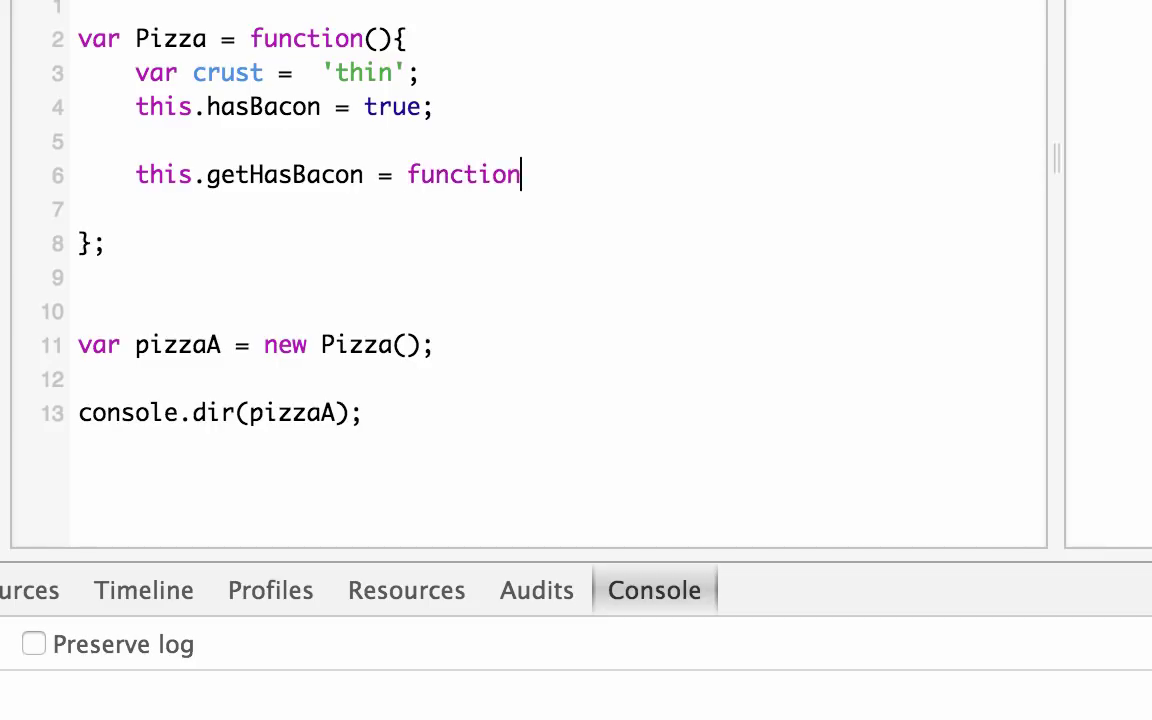 1
2 var Pizza = function(){
3 var crust =  'thin';
4 this.hasBacon = true;
5
6 this.getHasBacon = function
7
8 };
9
10
11 var pizzaA = new Pizza();
12
13 console.dir(pizzaA);
urces Timeline Profiles Resources Audits Console
Preserve log